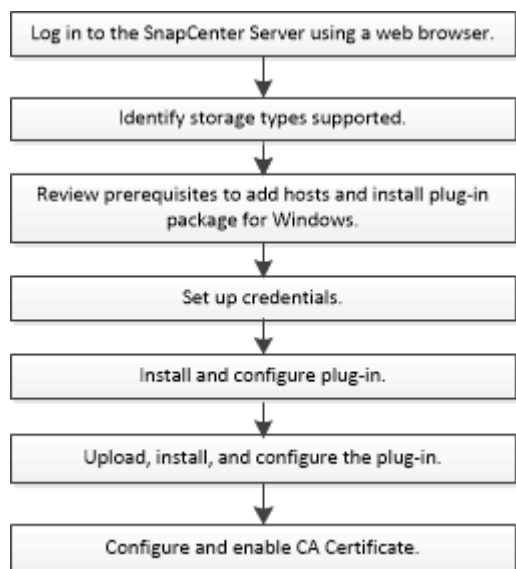 Log in to the SnapCenter Server using a web browser.
Identify storage types supported.
Review prerequisites to add hosts and install plug-in
package for Windows.
Set up credentials.
Install and configure plug-in.
Upload, install, and configure the plug-in.
Configure and enable CA Certificate.